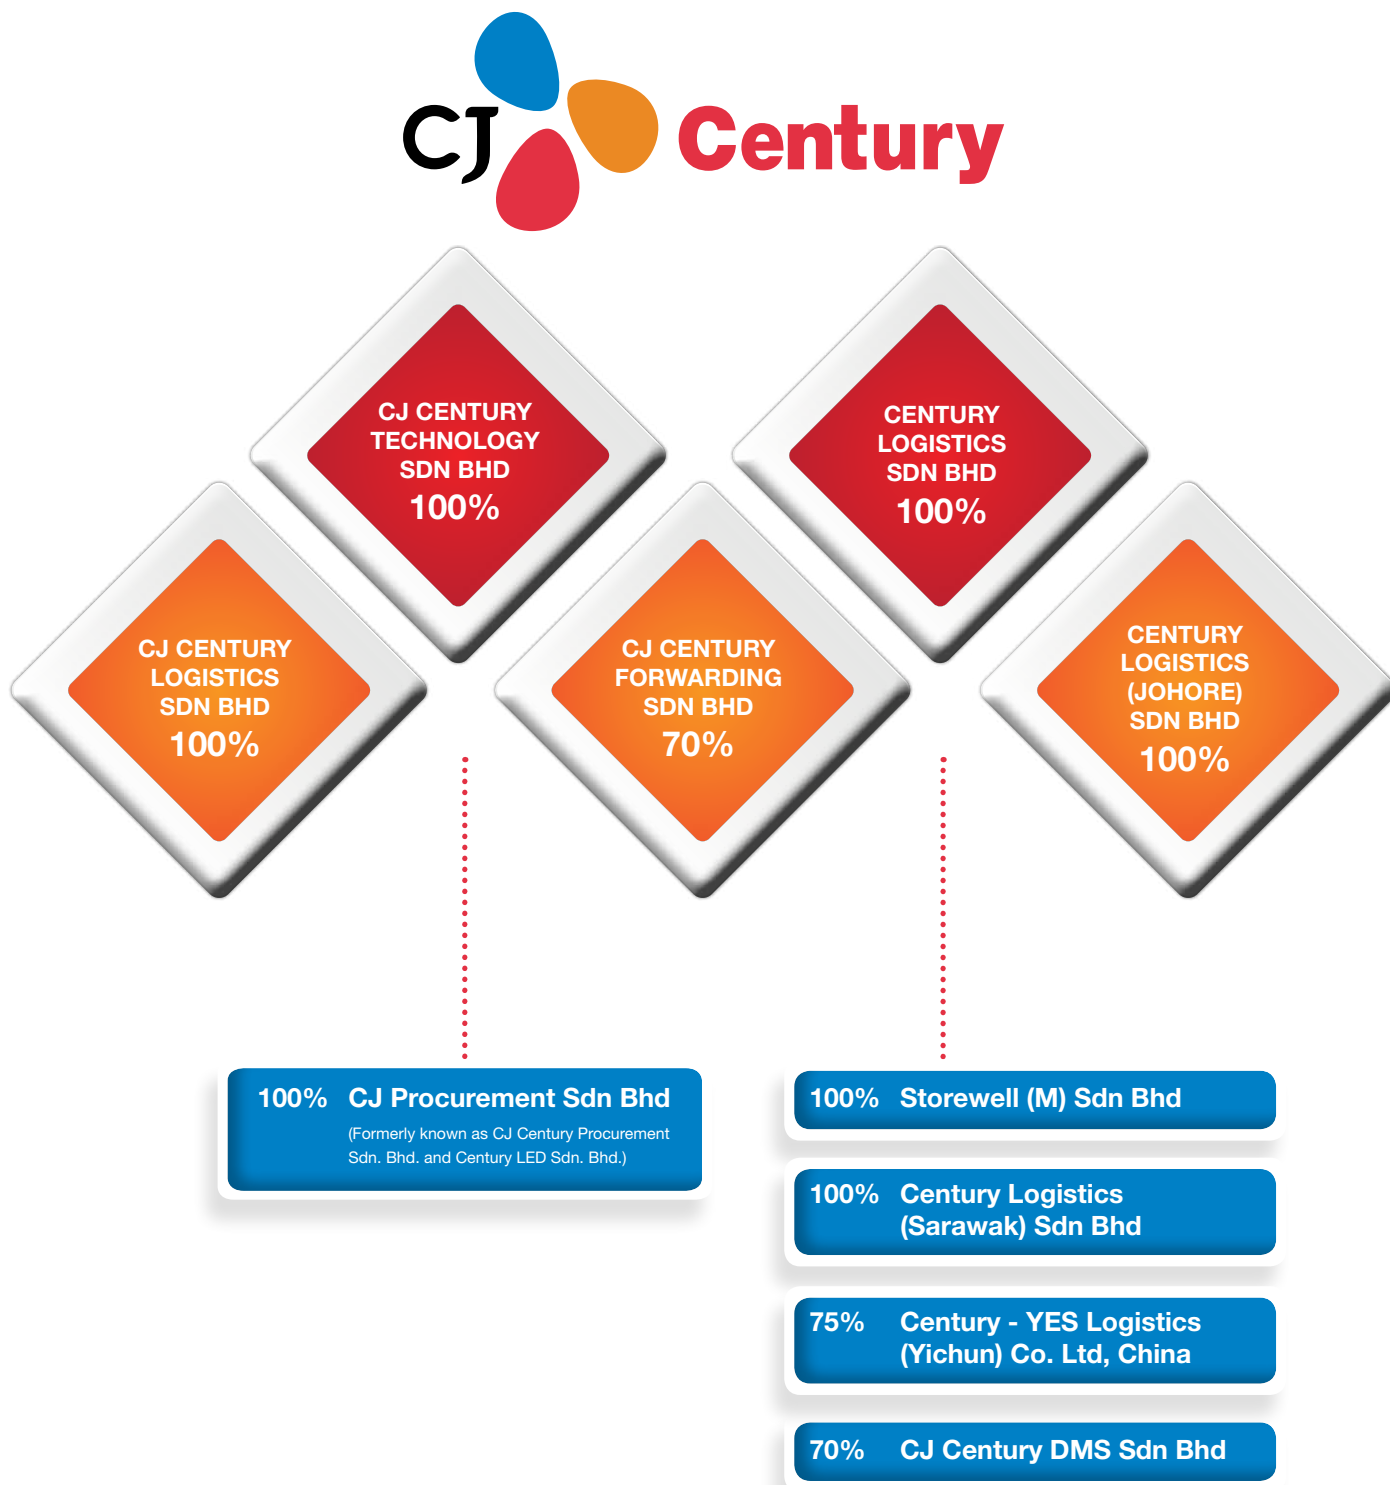 CJ Century
CJ CENTURY
TECHNOLOGY
SDN BHD
100%
CENTURY
LOGISTICS
SDN BHD
100%
CJ CENTURY
LOGISTICS
SDN BHD
100%
CJ CENTURY
FORWARDING
SDN BHD
70%
CENTURY
LOGISTICS
(JOHORE)
SDN BHD
100%
100% CJ Procurement Sdn Bhd
(Formerly known as CJ Century Procurement
Sdn. Bhd. and Century LED Sdn. Bhd.)
100% Storewell (M) Sdn Bhd
100% Century Logistics
(Sarawak) Sdn Bhd
75% Century - YES Logistics
(Yichun) Co. Ltd, China
70% CJ Century DMS Sdn Bhd